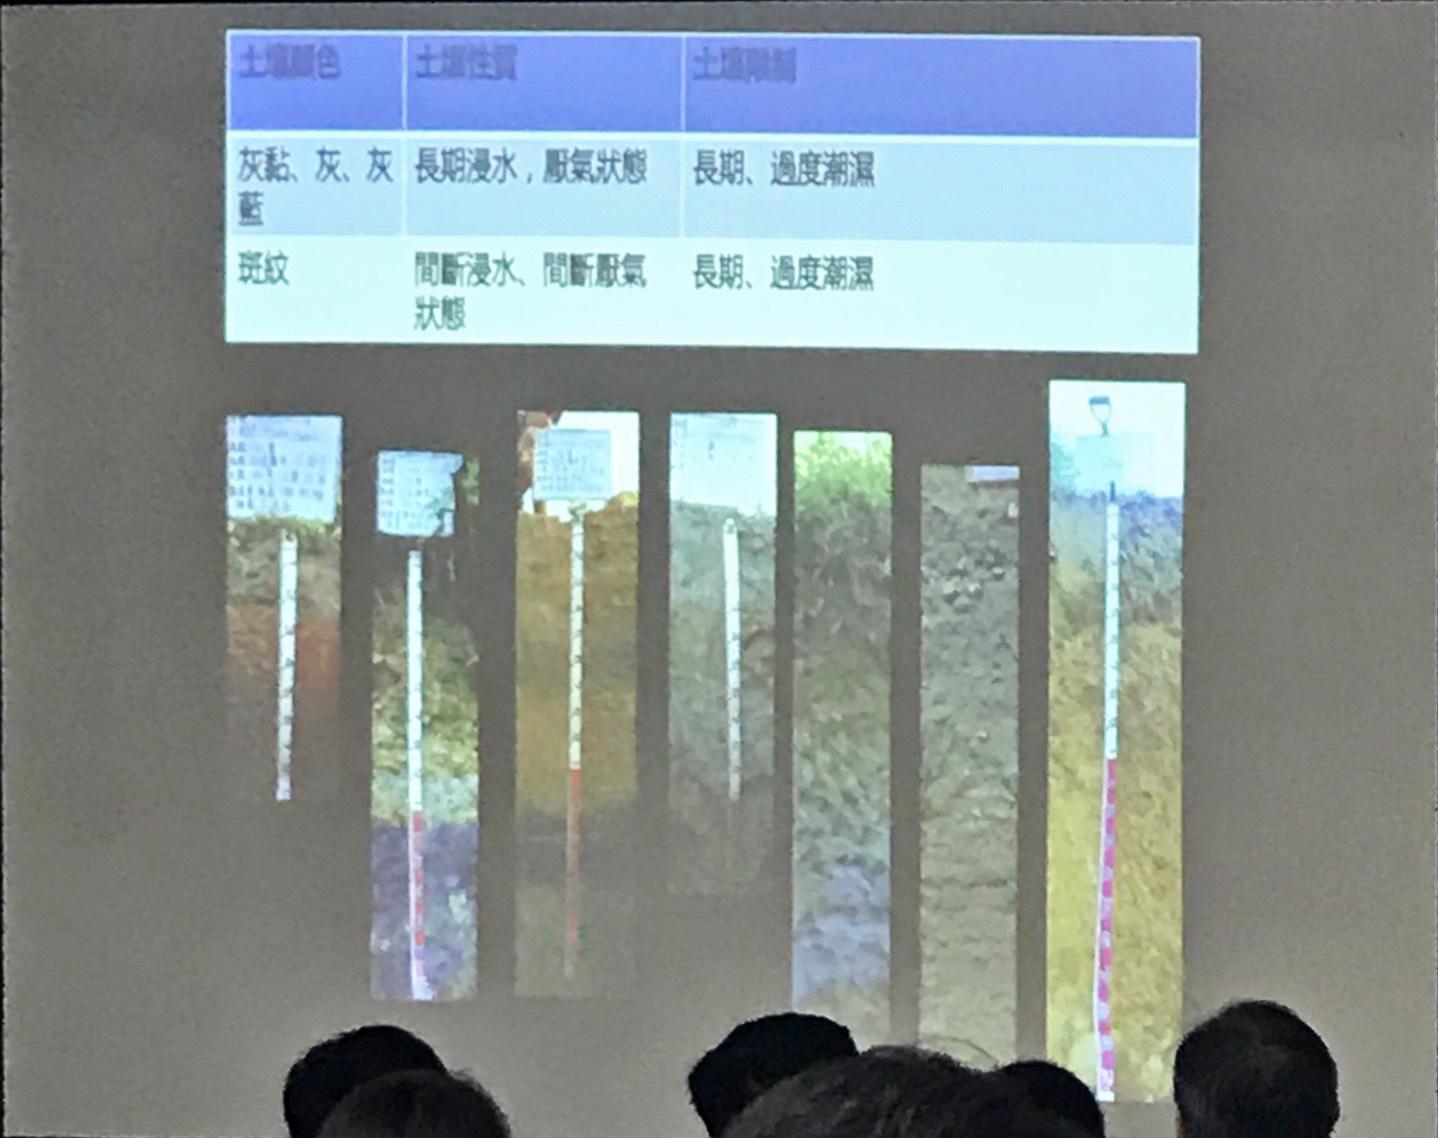 土壤顏色 土壤性質 土壤限制
灰黏、灰、灰 長期浸水，厭氣狀態 長期、過度潮濕
藍
斑紋 間斷浸水、間斷厭氣 長期、過度潮濕
狀態